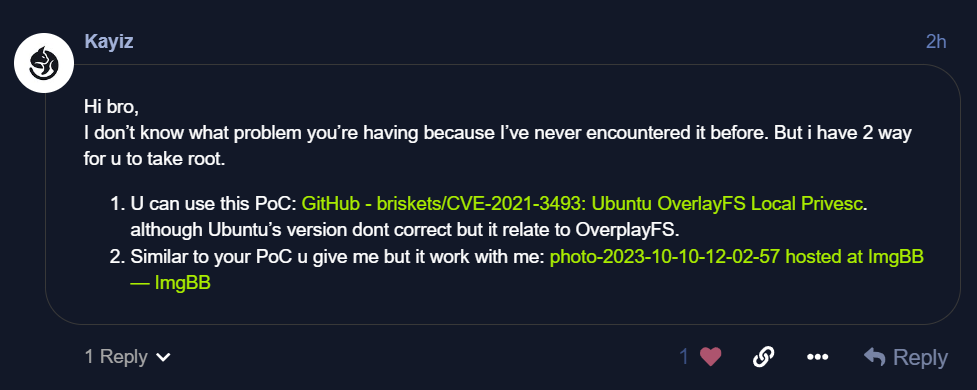 Kayiz
2h
Hi bro,
I don’t know what problem you’re having because I’ve never encountered it before. But i have 2 way
for u to take root.
1. U can use this PoC: GitHub - briskets/CVE-2021-3493: Ubuntu OverlayFS Local Privesc.
although Ubuntu’s version dont correct but it relate to OverplayFS.
2. Similar to your PoC u give me but it work with me: photo-2023-10-10-12-02-57 hosted at ImgBB
— ImgBB
1 Reply
1
Reply